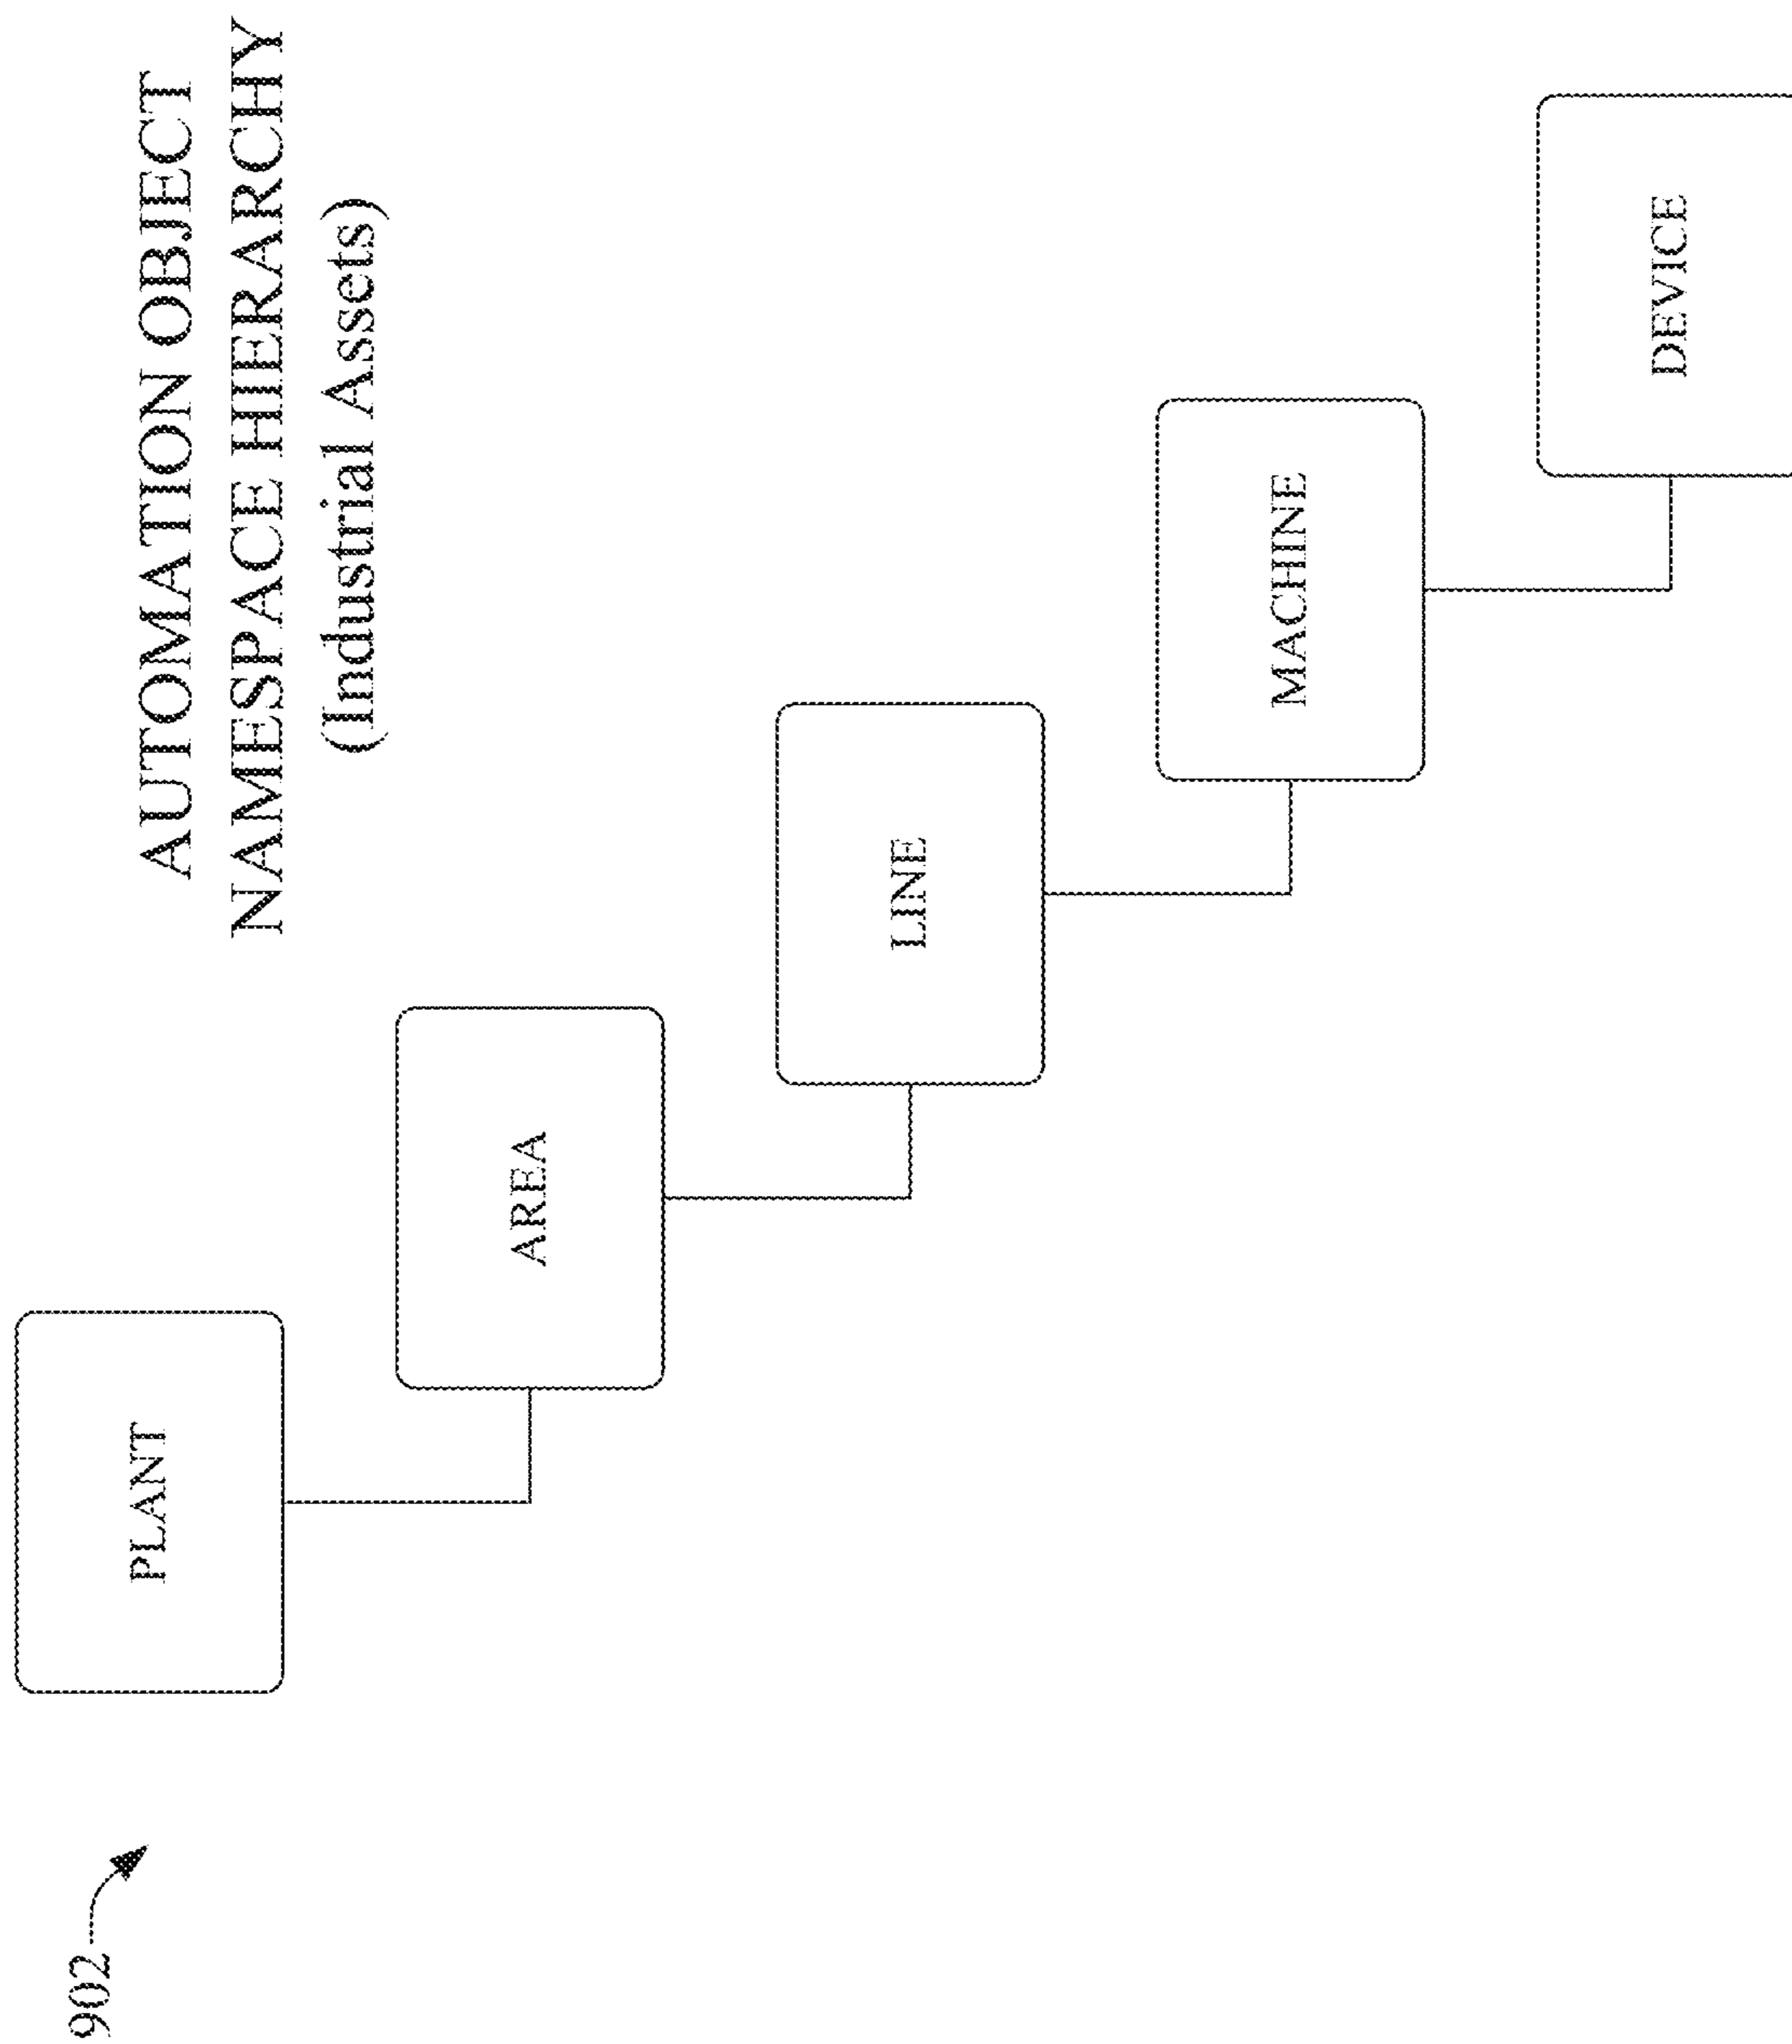 902
AUTOMATION OBJECT
NAMESPACE HIERARCHY
(Industrial Assets)
PLANT
AREA
LINE
MACHINE
DEVICE